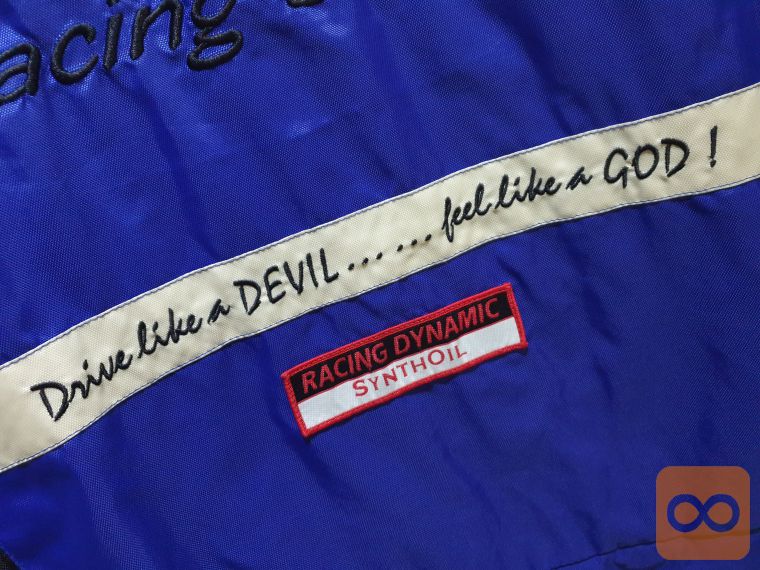 acing
Drive like a DEVIL...... feel like a GOD !
RACING DYNAMIC
SYNTHOIL